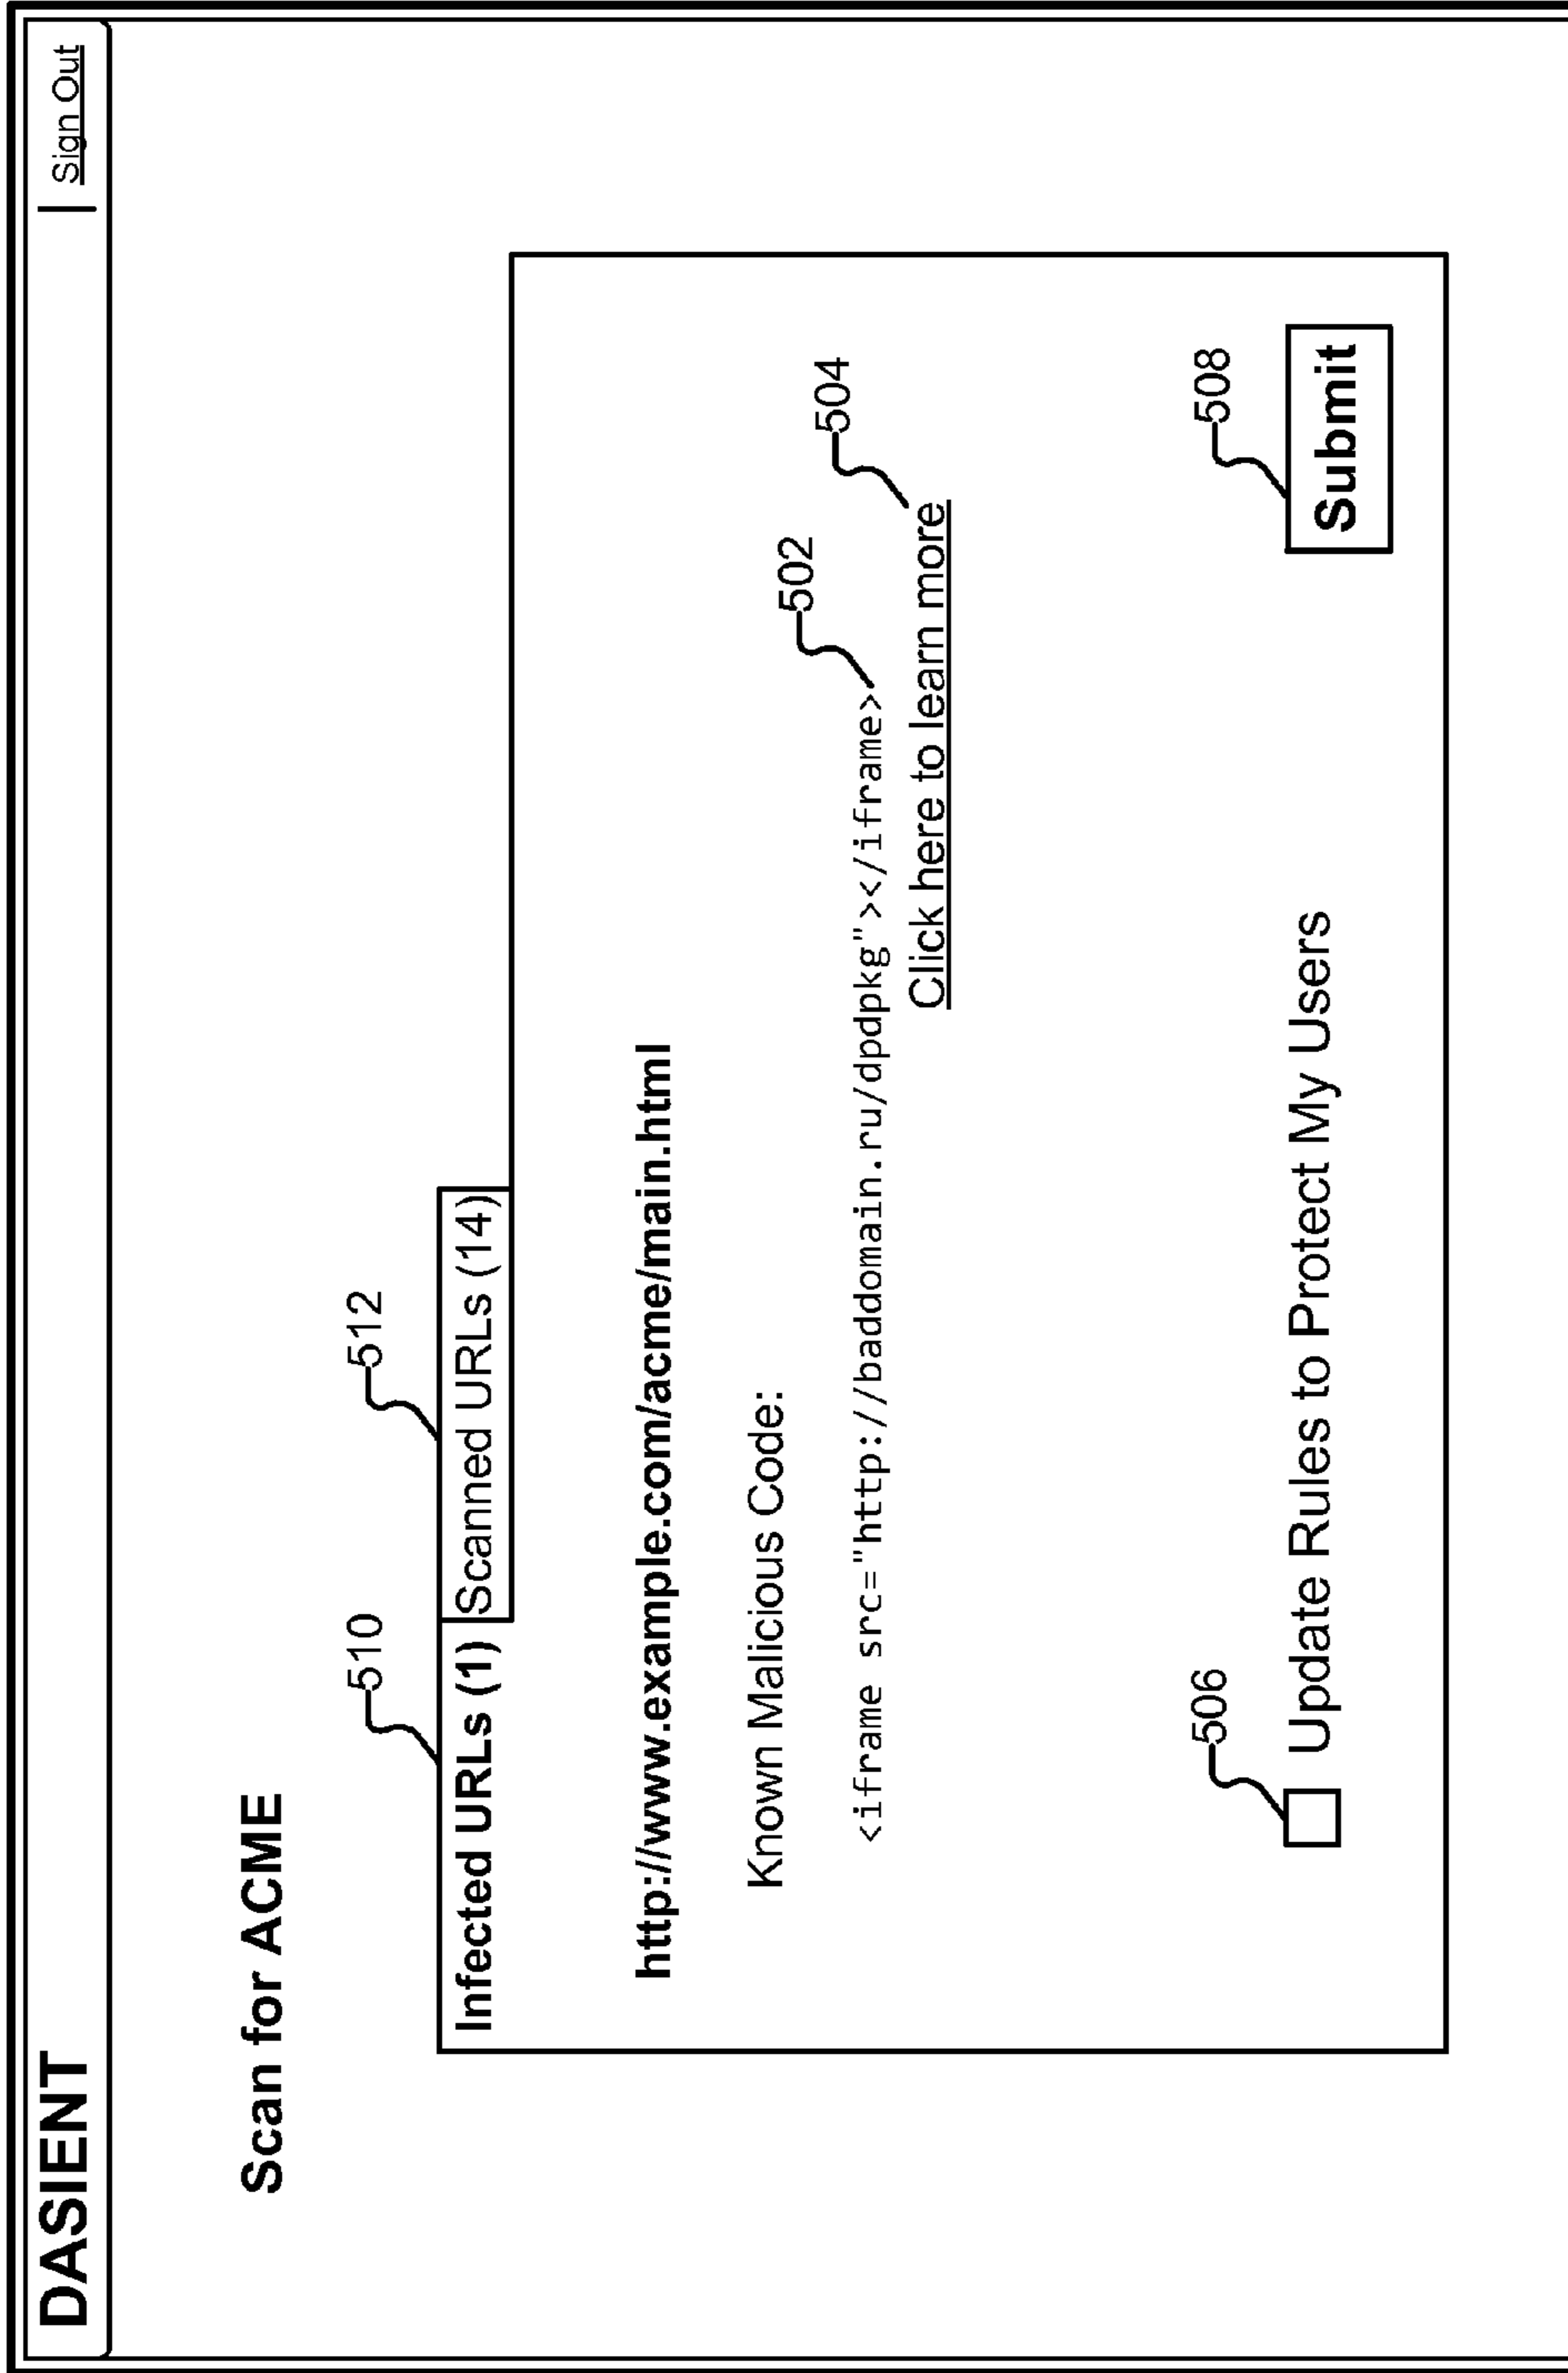 DASIENT
| Sign Out
Scan for ACME
510
512
Infected URLs (1)
Scanned URLs (14)
http://www.example.com/acme/main.html
Known Malicious Code:
502
<iframe src="http://baddomain.ru/dpdpkg"></iframe>
504
Click here to learn more
506
Update Rules to Protect My Users
508
Submit